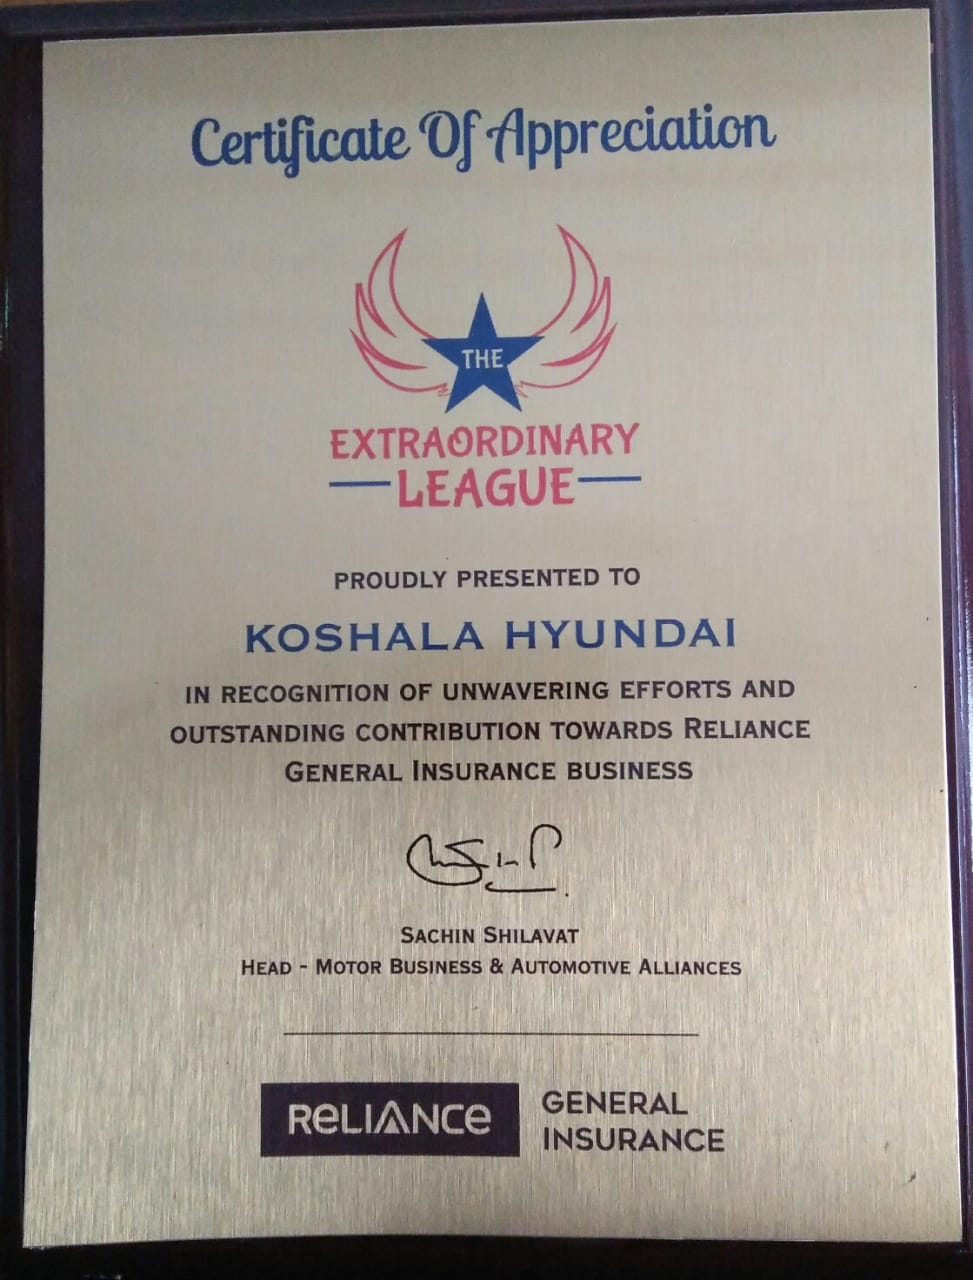 Certificate Of Appreciation
THE
EXTRAORDINARY
LEAGUE
PROUDLY PRESENTED TO
KOSHALA HYUNDAI
IN RECOGNITION OF UNWAVERING EFFORTS AND
OUTSTANDING CONTRIBUTION TOWARDS RELIANCE
GENERAL INSURANCE BUSINESS
SACHIN SHILAVAT
HEAD - MOTOR BUSINESS & AUTOMOTIVE ALLIANCES
RELIANCe
GENERAL
INSURANCE